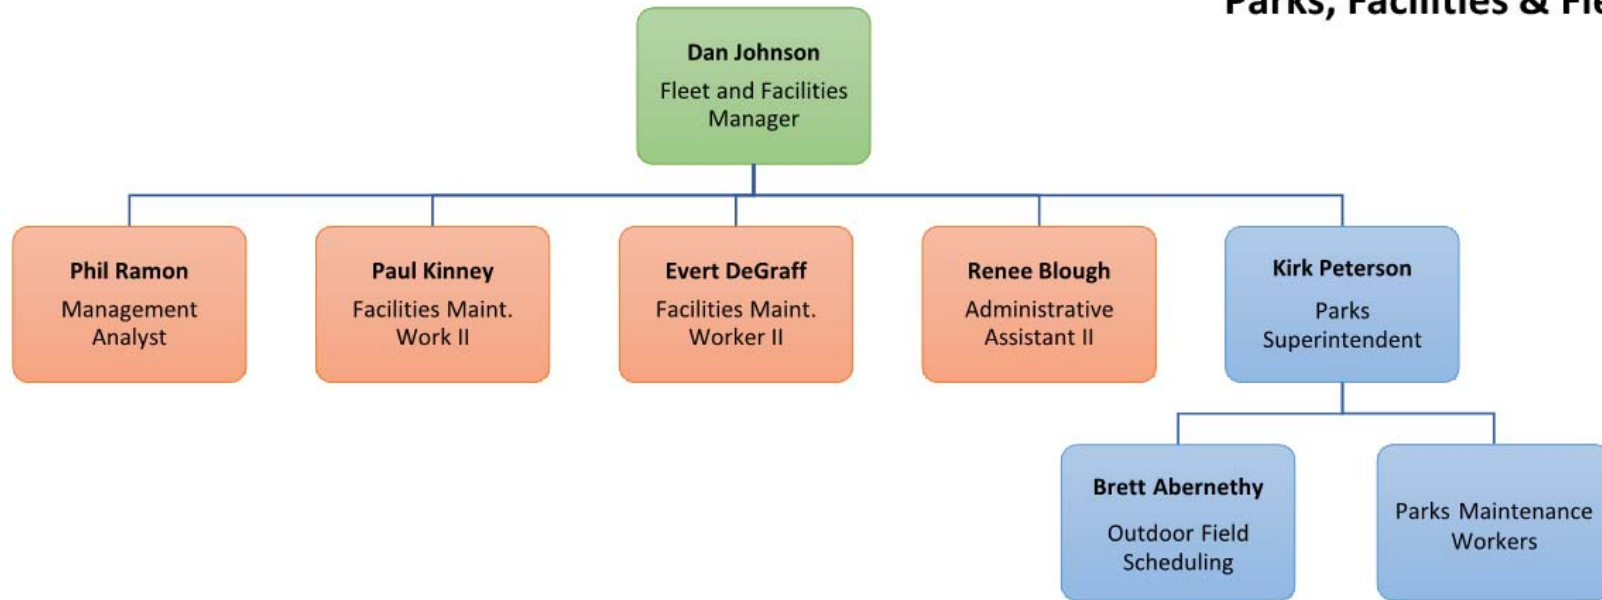 Parks, Facilities &
Dan Johnson
Fleet and Facilities
Manager
Phil Ramon
Management
Analyst
Paul Kinney
Facilities Maint.
Work II
Evert DeGraff
Facilities Maint.
Worker II
Renee Blough
Administrative
Assistant II
Kirk Peterson
Parks
Superintendent
Brett Abernethy
Outdoor Field
Scheduling
Parks Maintenance
Workers